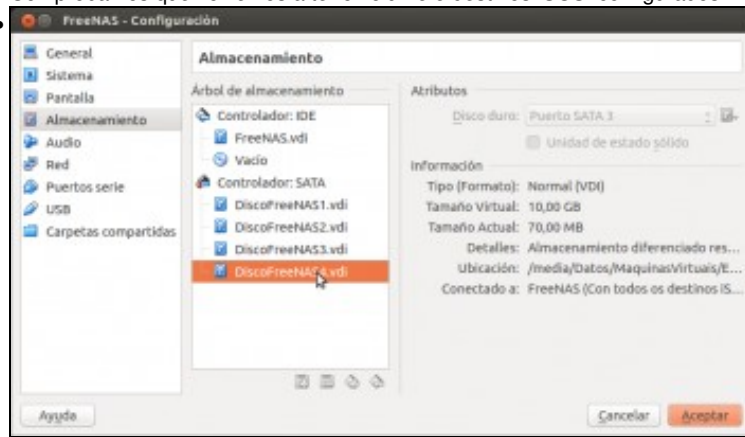 FreeNAS - Configuración
General
Sistema
Pantalla
Almacenamiento
Audio
Red
Puertos serie
USB
Carpetas compartidas
Almacenamiento
Árbol de almacenamiento
Controlador: IDE
FreeNAS.vdi
Vacío
Controlador: SATA
DiscoFreeNAS1.vdi
DiscoFreeNAS2.vdi
DiscoFreeNAS3.vdi
DiscoFreeNAS4.vdi
Atributos
Disco duro: Puerto SATA 3
Unidad de estado sólido
Información
Tipo (Formato): Normal (VDI)
Tamaño Virtual: 10,00 GB
Tamaño Actual: 70,00 MB
Detalles: Almacenamiento diferenciado res...
Ubicación: /media/Datos/MaquinasVirtuais/E...
Conectado a: FreeNAS (Con todos os destinos iS...
Ayuda
Cancelar
Aceptar